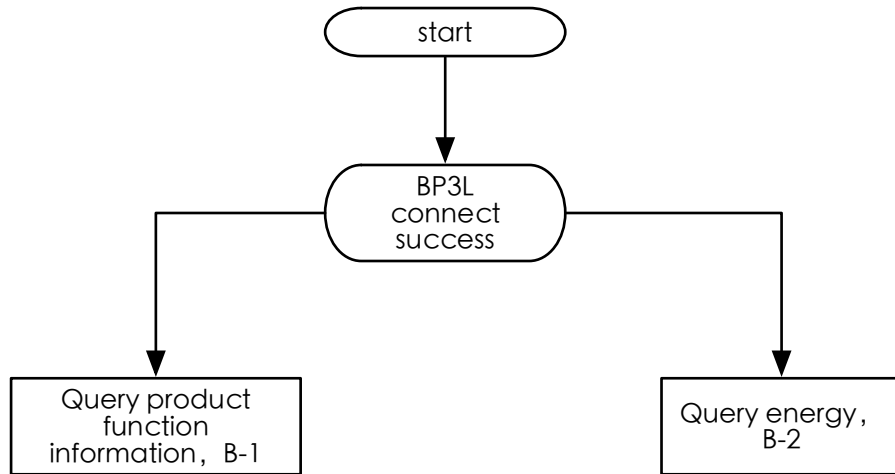 start
BP3L
connect
success
Query product
function
information, B-1
Query energy,
B-2